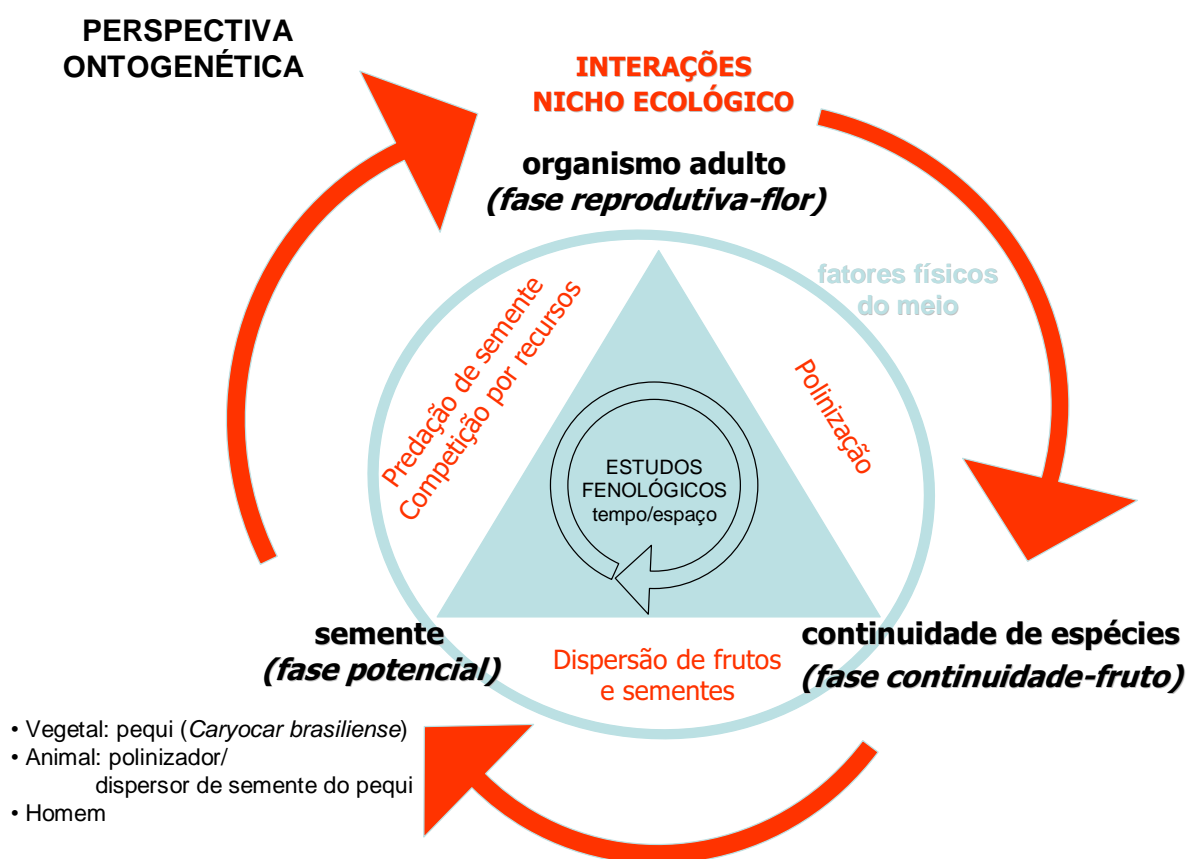 PERSPECTIVA
ONTOGENÉTICA
INTERAÇÕES
NICHO ECOLÓGICO
organismo adulto
(fase reprodutiva-flor)
fatores físicos
do meio
Predação de semente
Competição por recursos
Polinização
ESTUDOS
FENOLÓGICOS
tempo/espaço
semente
(fase potencial)
Dispersão de frutos
e sementes
continuidade de espécies
(fase continuidade-fruto)
• Vegetal: pequi (Caryocar brasiliense)
• Animal: polinizador/
dispersor de semente do pequi
• Homem